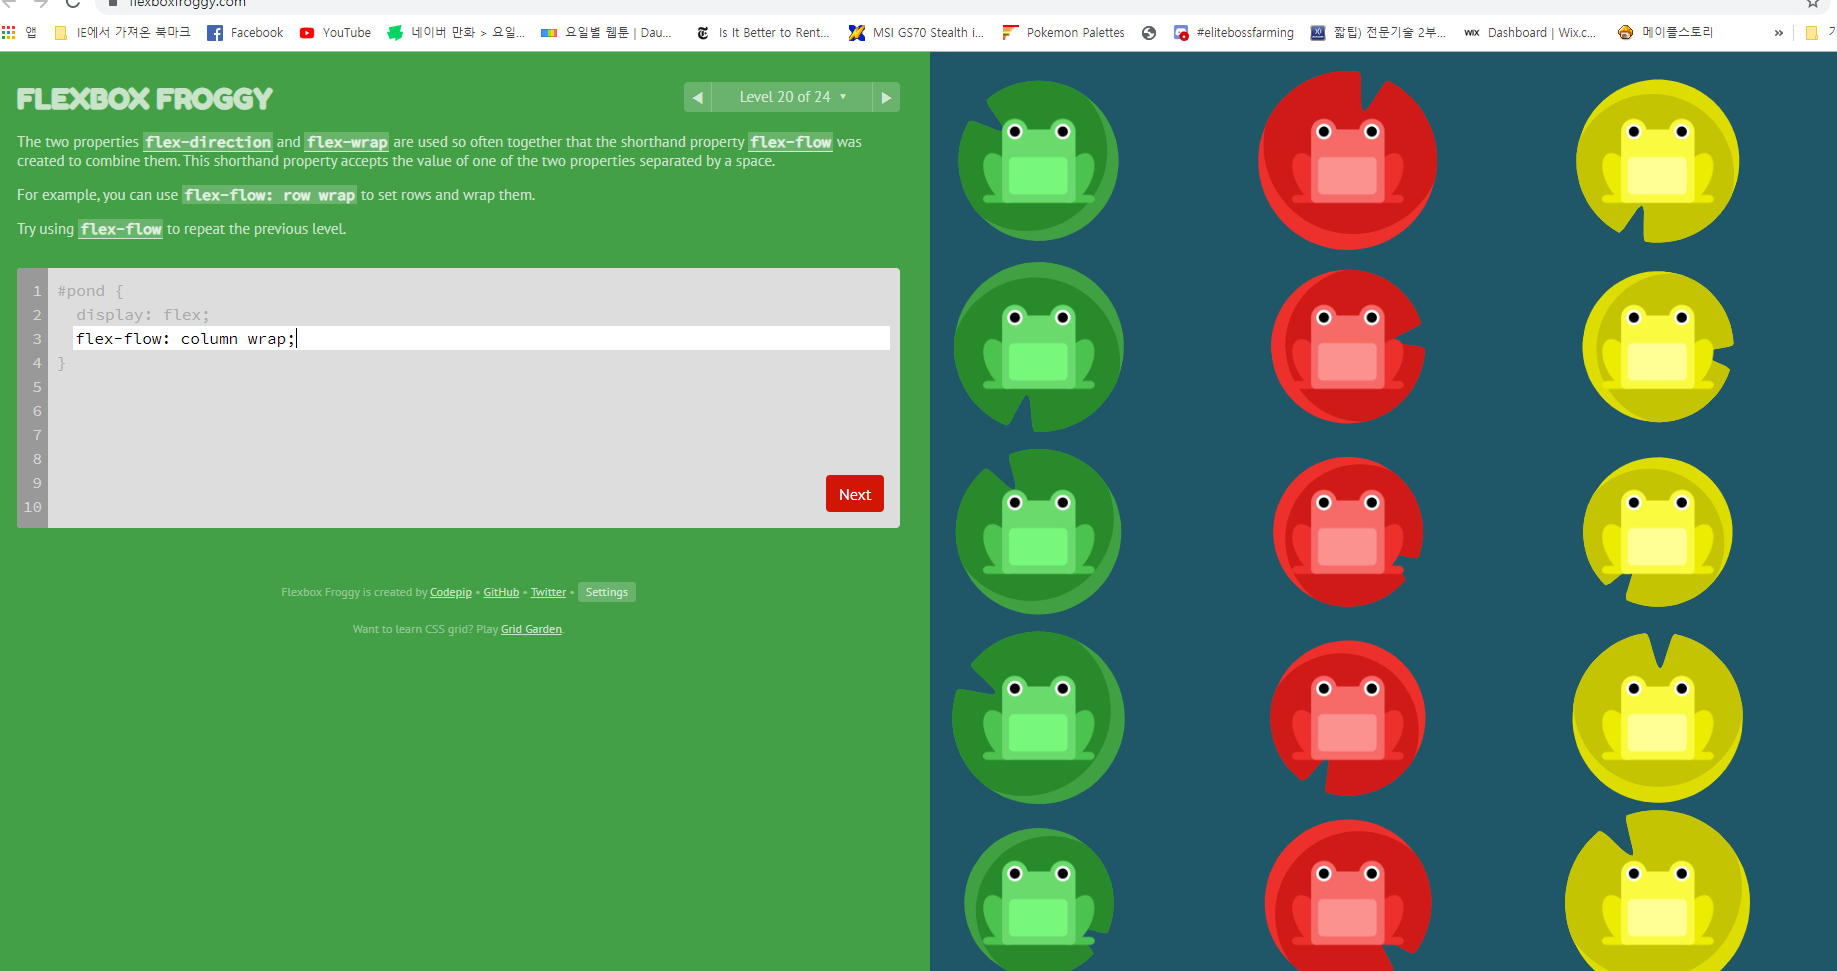 flexboxfroggy.com
앱 IE에서 가져온 북마크 Facebook YouTube 네이버 만화 > 요일... 요일별 웹툰 | Dau... Is It Better to Rent... MSI GS70 Stealth i... Pokemon Palettes #elitebossfarming 짧팁) 전문기술 2부... WIX Dashboard | Wix.c... 메이플스토리 »
FLEXBOX FROGGY
◀ Level 20 of 24 ▼ ▶
The two properties flex-direction and flex-wrap are used so often together that the shorthand property flex-flow was
created to combine them. This shorthand property accepts the value of one of the two properties separated by a space.
For example, you can use flex-flow: row wrap to set rows and wrap them.
Try using flex-flow to repeat the previous level.
1 #pond {
2 display: flex;
3 flex-flow: column wrap;
4 }
5
6
7
8
9
10
Next
Flexbox Froggy is created by Codepip • GitHub • Twitter • Settings
Want to learn CSS grid? Play Grid Garden.